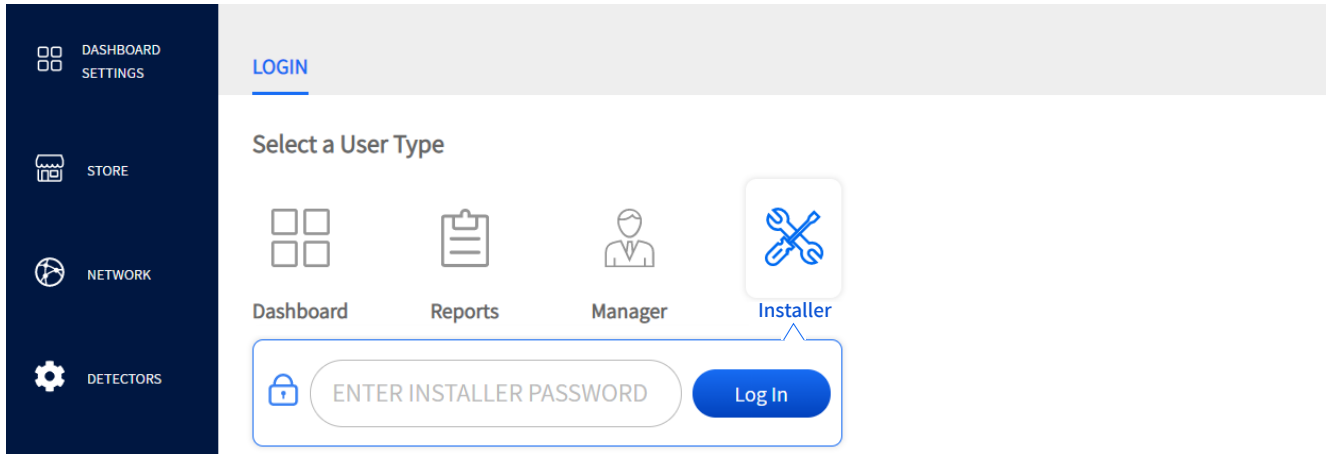 DASHBOARD
SETTINGS
STORE
NETWORK
DETECTORS
LOGIN
Select a User Type
Dashboard
Reports
Manager
Installer
ENTER INSTALLER PASSWORD
Log In